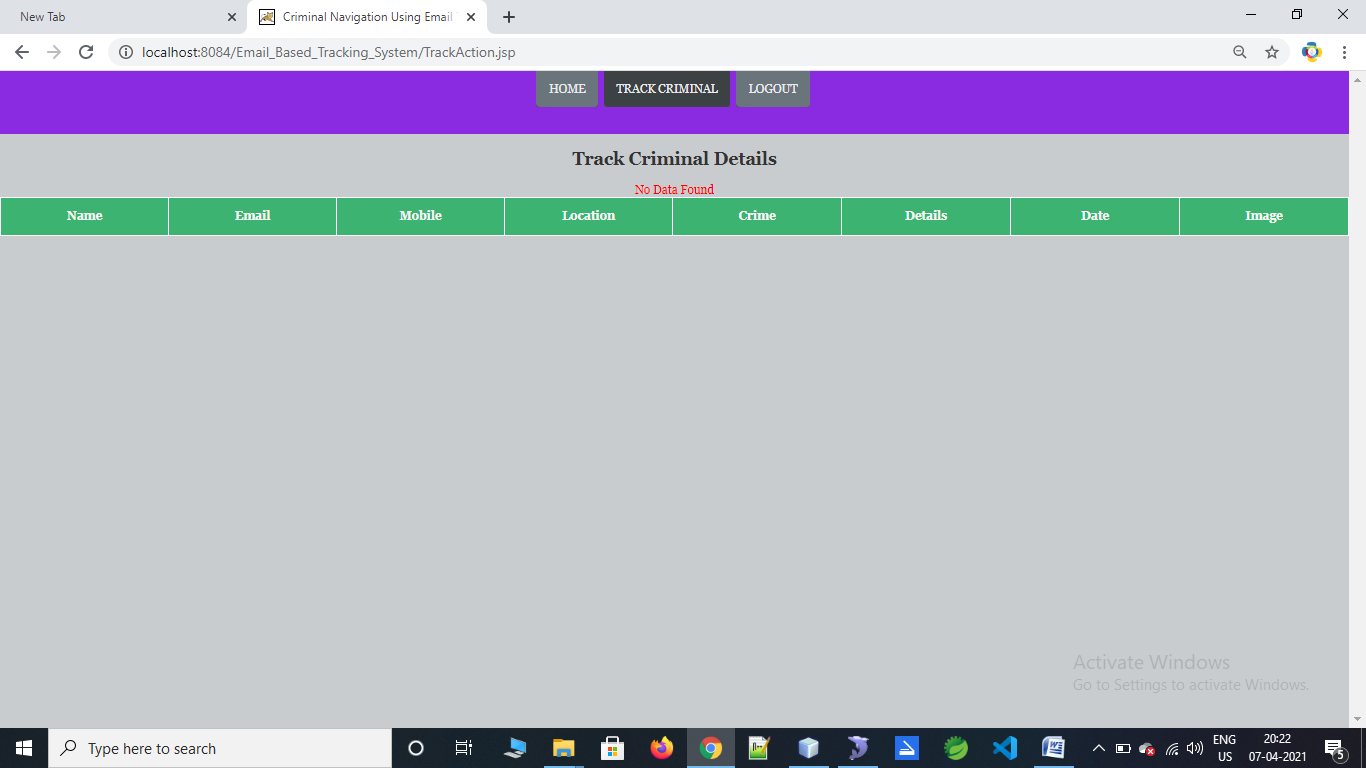 New Tab
Criminal Navigation Using Email
localhost:8084/Email_Based_Tracking_System/TrackAction.jsp
HOME TRACK CRIMINAL LOGOUT
Track Criminal Details
No Data Found
Name Email Mobile Location Crime Details Date Image
Activate Windows
Go to Settings to activate Windows.
Type here to search
ENG
US
20:22
07-04-2021
5